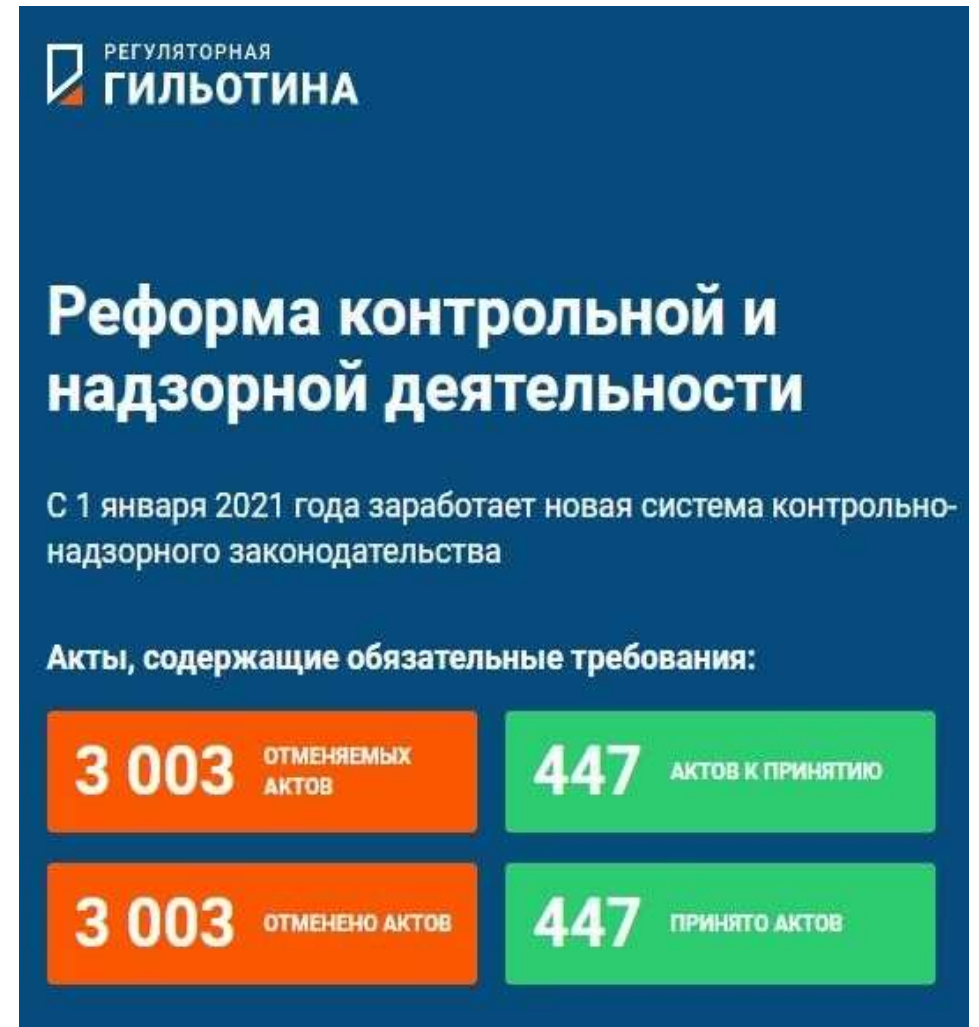 РЕГУЛЯТОРНАЯ
ГИЛЬОТИНА
Реформа контрольной и
надзорной деятельности
С 1 января 2021 года заработает новая система контрольно-
надзорного законодательства
Акты, содержащие обязательные требования:
3 003 ОТМЕНЯЕМЫХ
АКТОВ
447 АКТОВ К ПРИНЯТИЮ
3 003 ОТМЕНЕНО АКТОВ
447 ПРИНЯТО АКТОВ